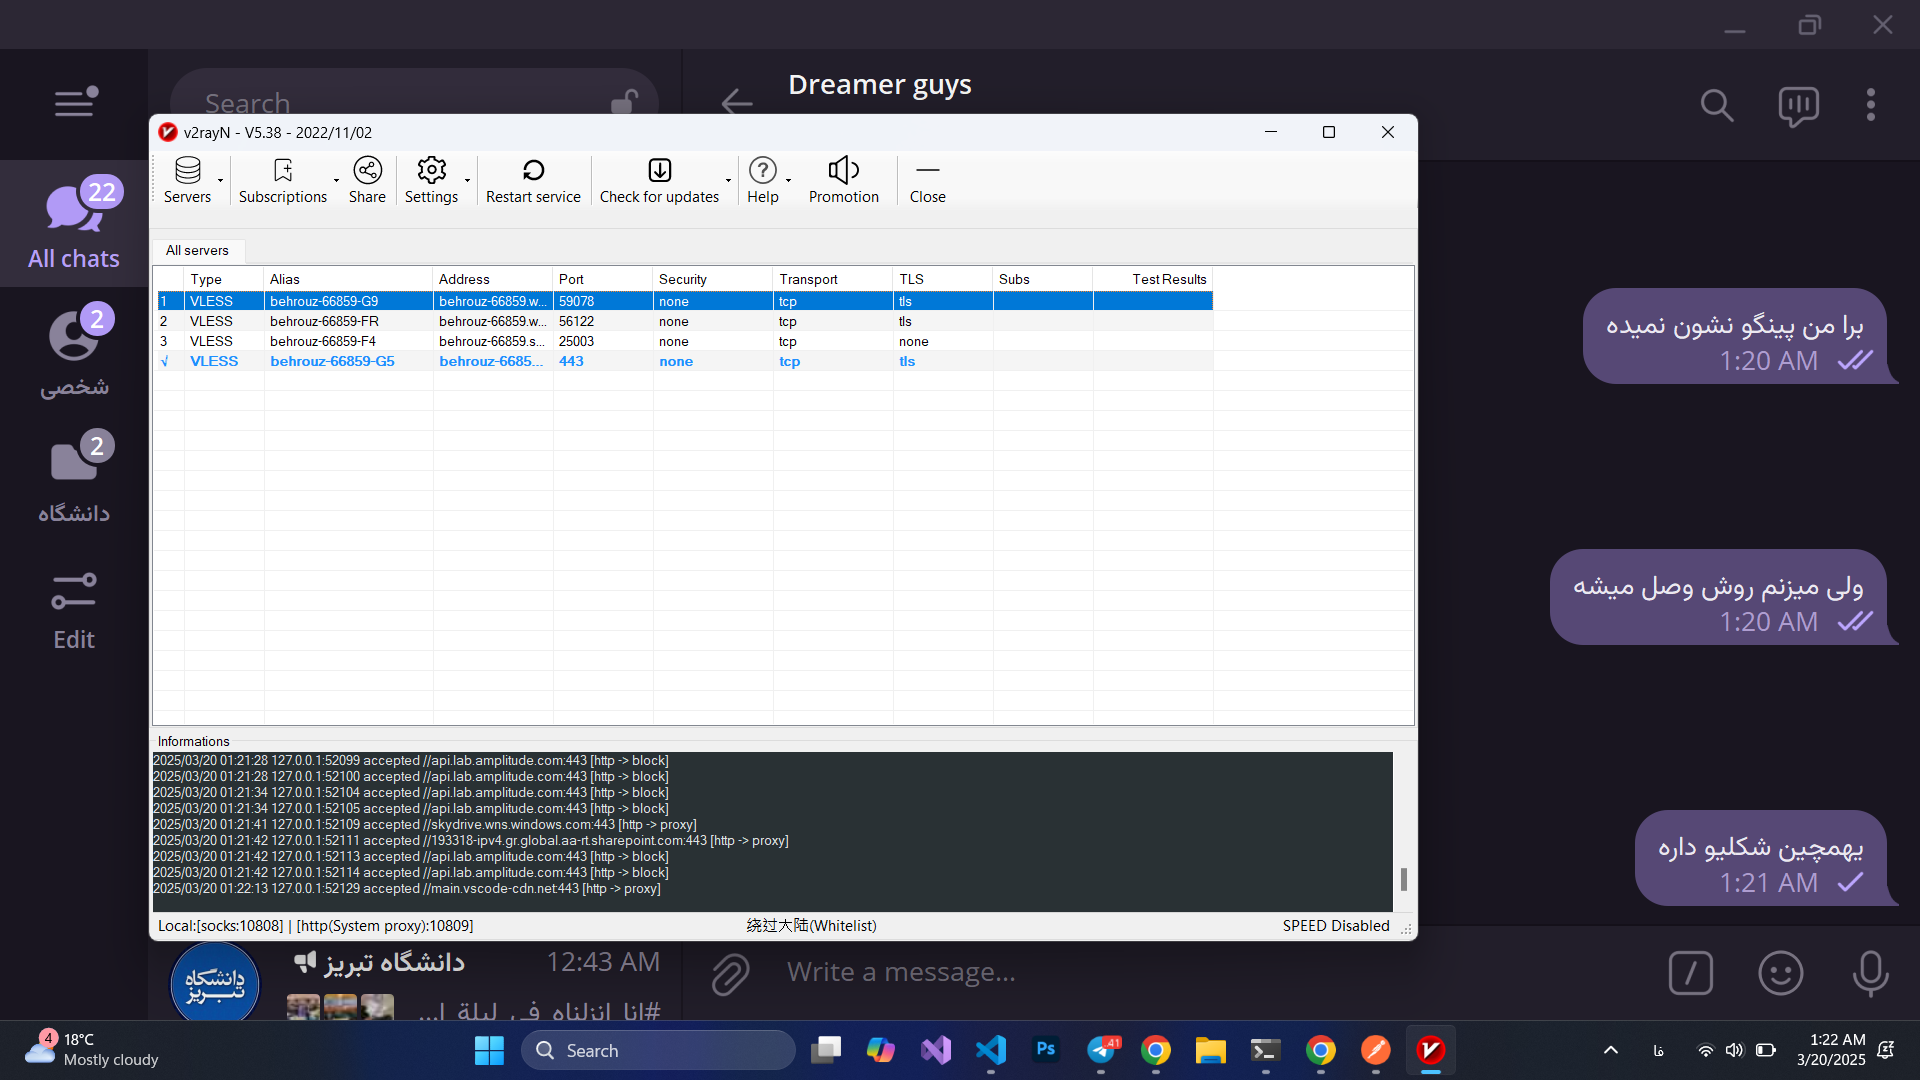 Search
Dreamer guys
22
All chats
2
شخصی
2
دانشگاه
Edit
v2rayN - V5.38 - 2022/11/02
Servers
Subscriptions
Share
Settings
Restart service
Check for updates
Help
Promotion
Close
All servers
Type Alias Address Port Security Transport TLS Subs Test Results
1 VLESS behrouz-66859-G9 behrouz-66859.w... 59078 none tcp tls
2 VLESS behrouz-66859-FR behrouz-66859.w... 56122 none tcp tls
3 VLESS behrouz-66859-F4 behrouz-66859.s... 25003 none tcp none
√ VLESS behrouz-66859-G5 behrouz-6685... 443 none tcp tls
Informations
2025/03/20 01:21:28 127.0.0.1:52099 accepted //api.lab.amplitude.com:443 [http -> block]
2025/03/20 01:21:28 127.0.0.1:52100 accepted //api.lab.amplitude.com:443 [http -> block]
2025/03/20 01:21:34 127.0.0.1:52104 accepted //api.lab.amplitude.com:443 [http -> block]
2025/03/20 01:21:34 127.0.0.1:52105 accepted //api.lab.amplitude.com:443 [http -> block]
2025/03/20 01:21:41 127.0.0.1:52109 accepted //skydrive.wns.windows.com:443 [http -> proxy]
2025/03/20 01:21:42 127.0.0.1:52111 accepted //193318-ipv4.gr.global.aa-rt.sharepoint.com:443 [http -> proxy]
2025/03/20 01:21:42 127.0.0.1:52113 accepted //api.lab.amplitude.com:443 [http -> block]
2025/03/20 01:21:42 127.0.0.1:52114 accepted //api.lab.amplitude.com:443 [http -> block]
2025/03/20 01:22:13 127.0.0.1:52129 accepted //main.vscode-cdn.net:443 [http -> proxy]
Local:[socks:10808] | [http(System proxy):10809]
绕过大陆(Whitelist)
SPEED Disabled
برا من پینگو نشون نمیده
1:20 AM
ولی میزنم روش وصل میشه
1:20 AM
یهمچین شکلیو داره
1:21 AM
دانشگاه تبریز
دانشگاه تبریز
12:43 AM
#انا انزلناه في ليلة ا...
Write a message...
4
18°C
Mostly cloudy
Search
Ps
41
فا
1:22 AM
3/20/2025